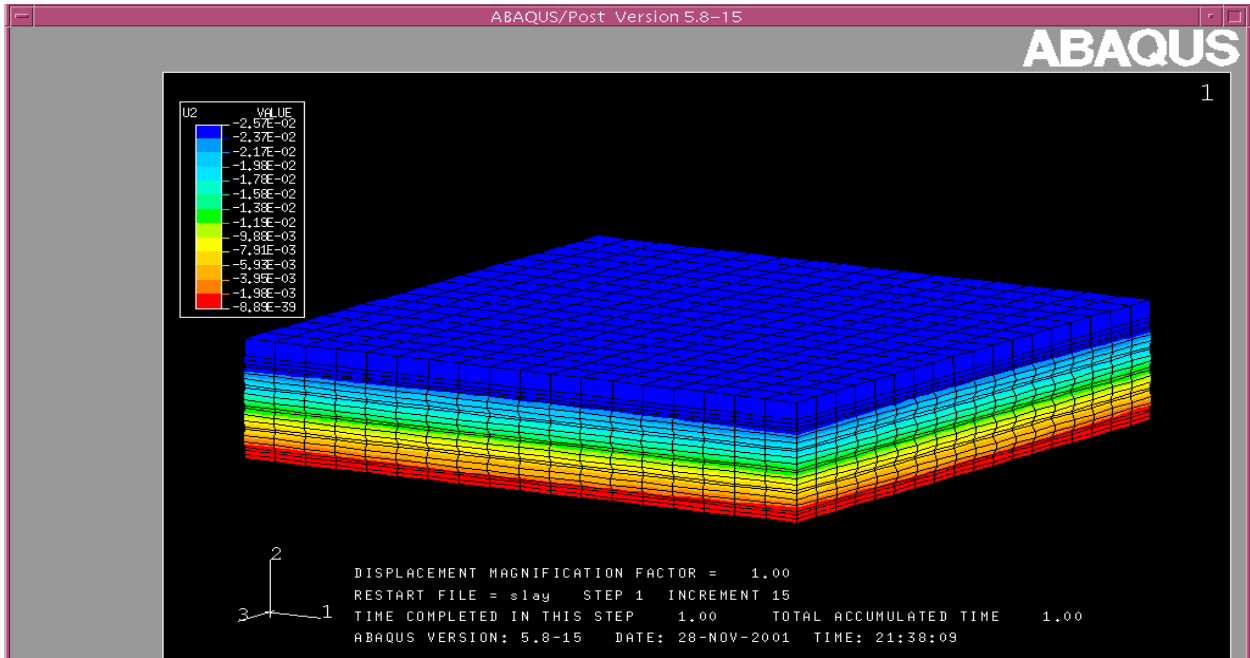 ABAQUS/Post Version 5.8-15
ABAQUS
1
U2 VALUE
-2.57E-02
-2.37E-02
-2.17E-02
-1.98E-02
-1.78E-02
-1.58E-02
-1.38E-02
-1.19E-02
-9.88E-03
-7.91E-03
-5.93E-03
-3.95E-03
-1.98E-03
-8.89E-39
2
3
1
DISPLACEMENT MAGNIFICATION FACTOR = 1.00
RESTART FILE = slay STEP 1 INCREMENT 15
TIME COMPLETED IN THIS STEP 1.00 TOTAL ACCUMULATED TIME 1.00
ABAQUS VERSION: 5.8-15 DATE: 28-NOV-2001 TIME: 21:38:09